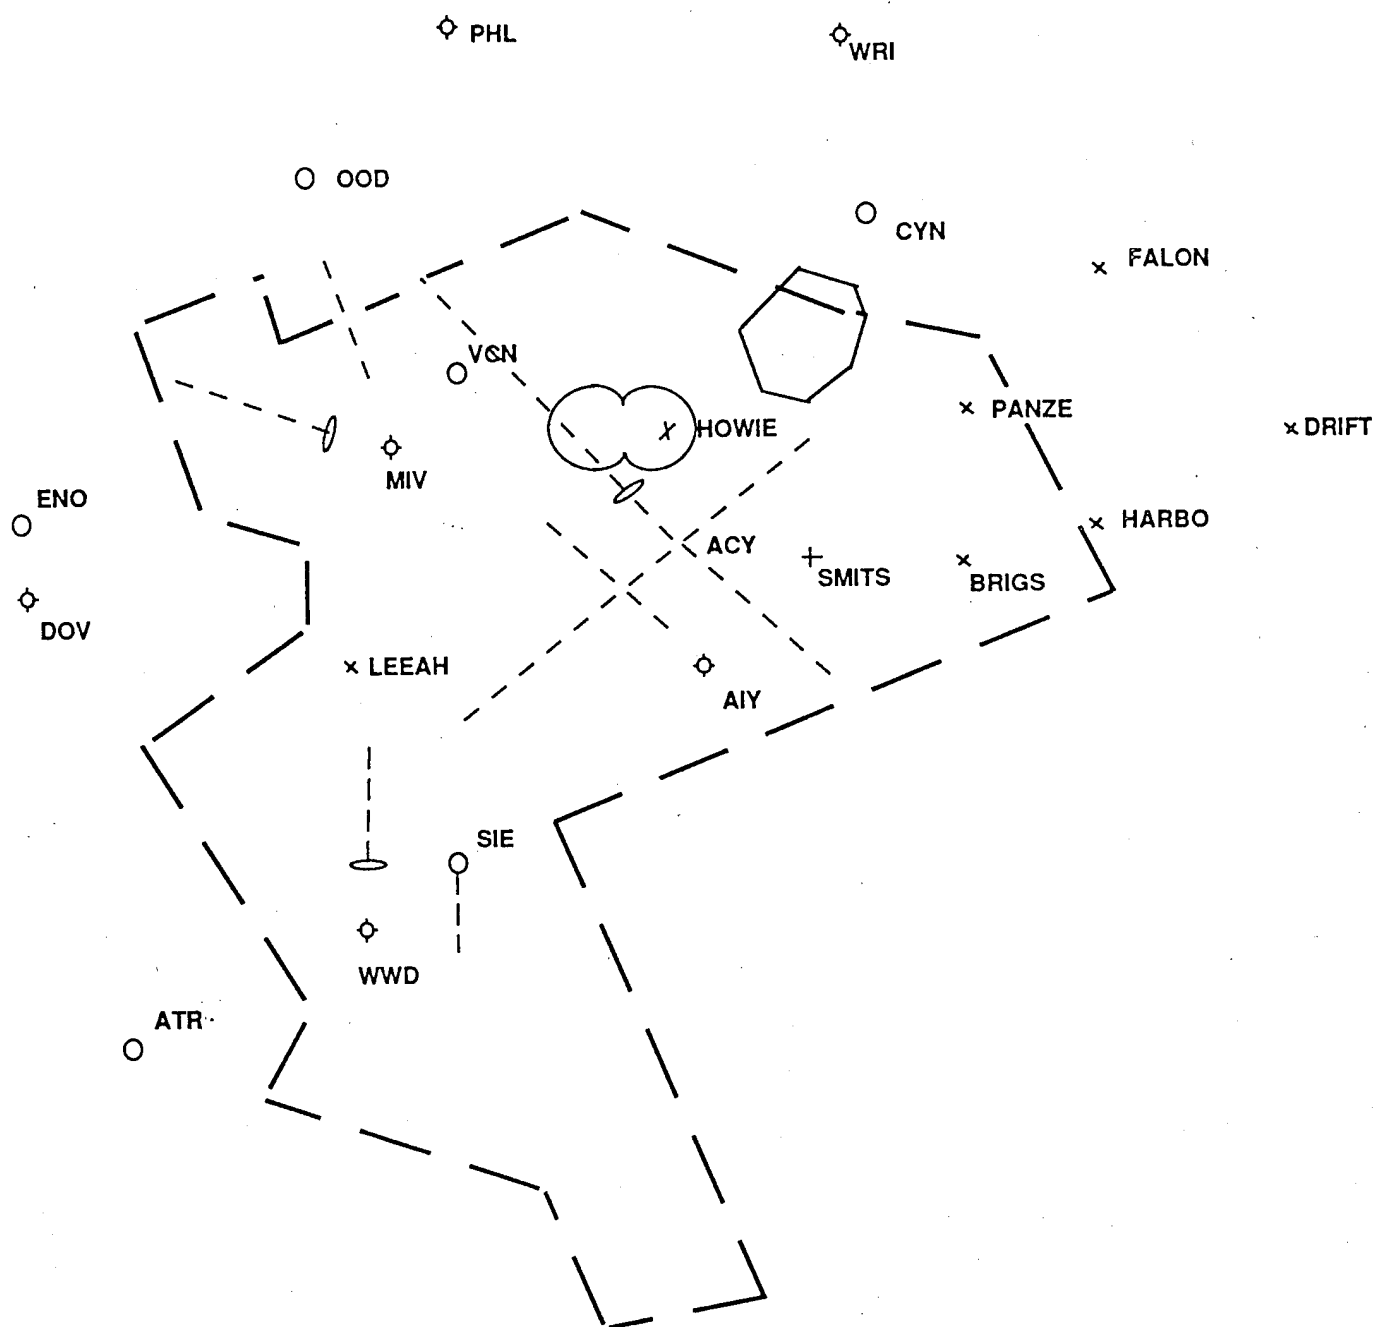 PHL
WRI
OOD
CYN
FALON
VCN
PANZE
HOWIE
DRIFT
MIV
ENO
HARBO
ACY
SMITS
BRIGS
DOV
LEEAH
AIY
SIE
WWD
ATR